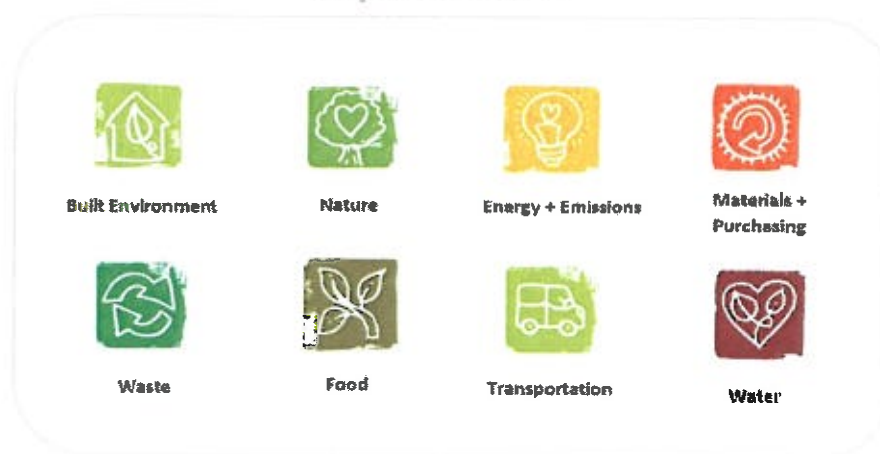 Built Environment
Nature
Energy + Emissions
Materials +
Purchasing
Waste
Food
Transportation
Water